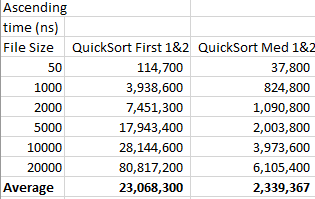 Ascending
time (ns)
File Size QuickSort First 1&2 QuickSort Med 1&2
50 114,700 37,800
1000 3,938,600 824,800
2000 7,451,300 1,090,800
5000 17,943,400 2,003,800
10000 28,144,600 3,973,600
20000 80,817,200 6,105,400
Average 23,068,300 2,339,367